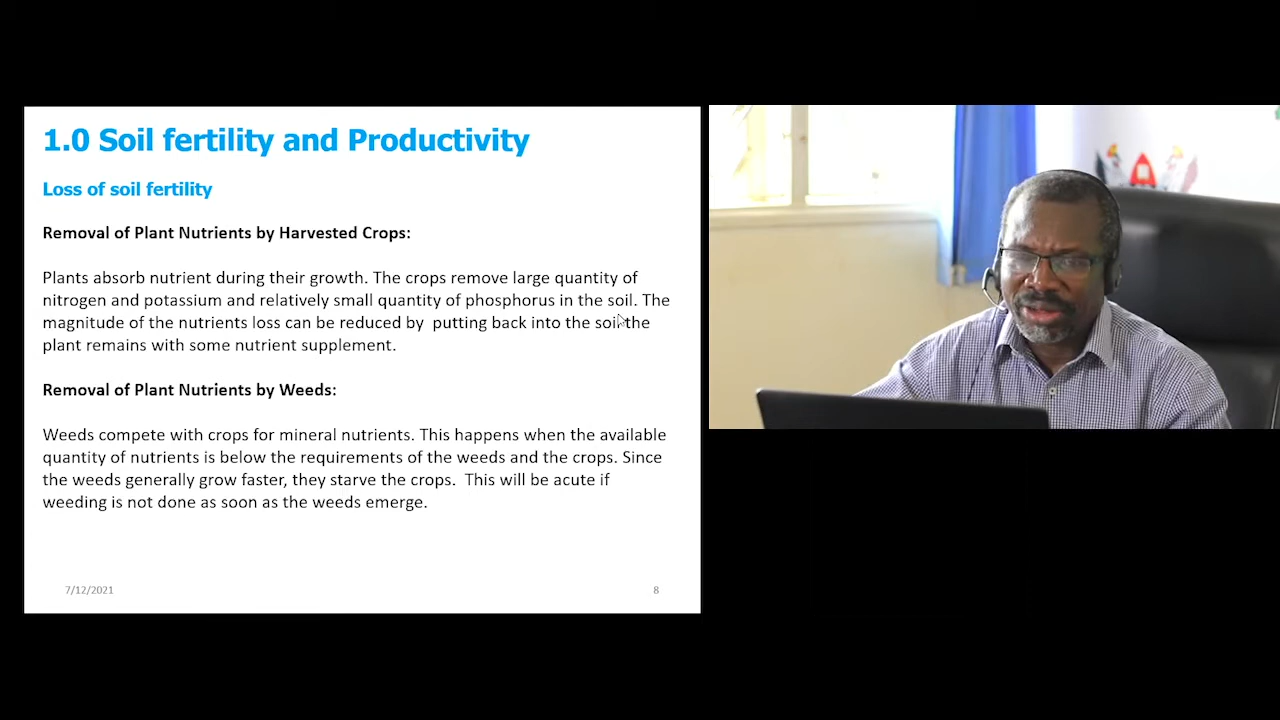 1.0 Soil fertility and Productivity
Loss of soil fertility
Removal of Plant Nutrients by Harvested Crops:
Plants absorb nutrient during their growth. The crops remove large quantity of
nitrogen and potassium and relatively small quantity of phosphorus in the soil. The
magnitude of the nutrients loss can be reduced by  putting back into the soil the
plant remains with some nutrient supplement.
Removal of Plant Nutrients by Weeds:
Weeds compete with crops for mineral nutrients. This happens when the available
quantity of nutrients is below the requirements of the weeds and the crops. Since
the weeds generally grow faster, they starve the crops.  This will be acute if
weeding is not done as soon as the weeds emerge.
7/12/2021
8